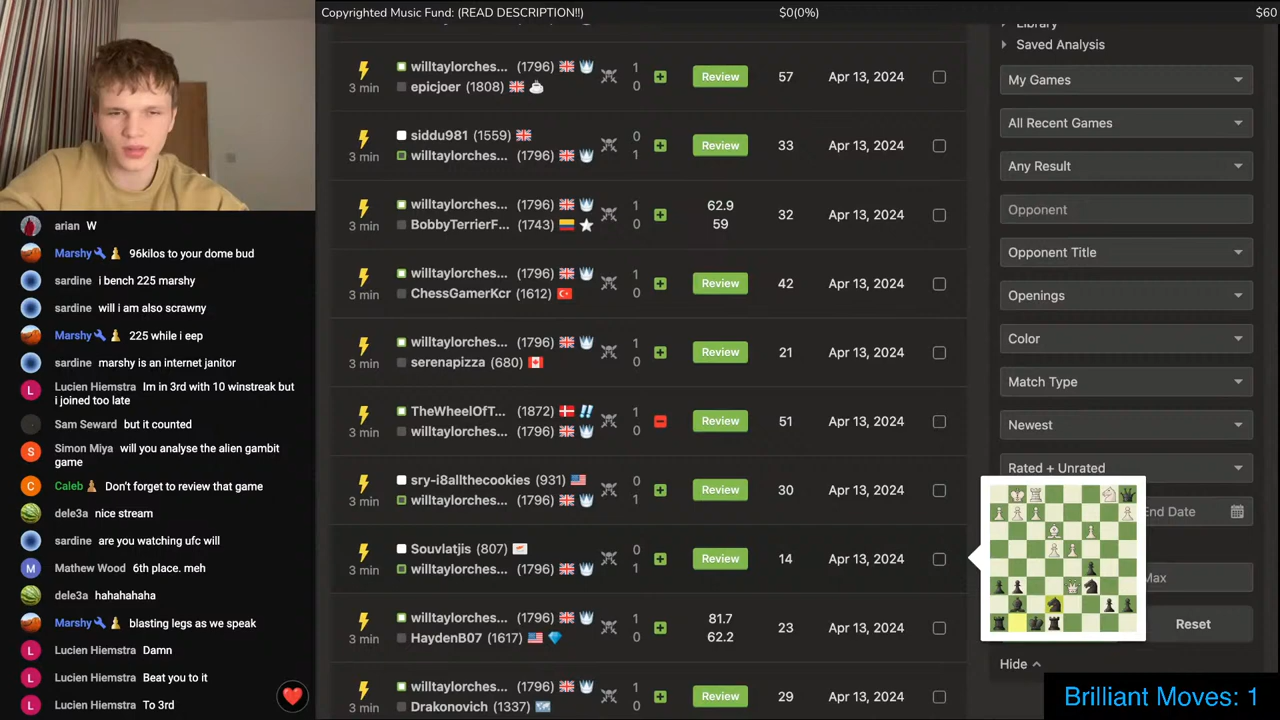 Copyrighted Music Fund: (READ DESCRIPTION!!)
$0(0%)
$60
Library
Saved Analysis
My Games
All Recent Games
Any Result
Opponent
Opponent Title
Openings
Color
Match Type
Newest
Rated + Unrated
End Date
Max
Reset
Hide
3 min
willtaylorches... (1796)
epicjoer (1808)
1
0
Review
57
Apr 13, 2024
3 min
siddu981 (1559)
willtaylorches... (1796)
0
1
Review
33
Apr 13, 2024
3 min
willtaylorches... (1796)
BobbyTerrierF... (1743)
1
0
62.9
59
32
Apr 13, 2024
3 min
willtaylorches... (1796)
ChessGamerKcr (1612)
1
0
Review
42
Apr 13, 2024
3 min
willtaylorches... (1796)
serenapizza (680)
1
0
Review
21
Apr 13, 2024
3 min
TheWheelOfT... (1872)
willtaylorches... (1796)
1
0
Review
51
Apr 13, 2024
3 min
sry-i8allthecookies (931)
willtaylorches... (1796)
0
1
Review
30
Apr 13, 2024
3 min
Souvlatjis (807)
willtaylorches... (1796)
0
1
Review
14
Apr 13, 2024
3 min
willtaylorches... (1796)
HaydenB07 (1617)
1
0
81.7
62.2
23
Apr 13, 2024
3 min
willtaylorches... (1796)
Drakonovich (1337)
1
0
Review
29
Apr 13, 2024
arian W
Marshy 96kilos to your dome bud
sardine i bench 225 marshy
sardine will i am also scrawny
Marshy 225 while i eep
sardine marshy is an internet janitor
Lucien Hiemstra Im in 3rd with 10 winstreak but
i joined too late
Sam Seward but it counted
Simon Miya will you analyse the alien gambit
game
Caleb Don't forget to review that game
dele3a nice stream
sardine are you watching ufc will
Mathew Wood 6th place. meh
dele3a hahahahaha
Marshy blasting legs as we speak
Lucien Hiemstra Damn
Lucien Hiemstra Beat you to it
Lucien Hiemstra To 3rd
L
S
L
C
L
L
L
Brilliant Moves: 1